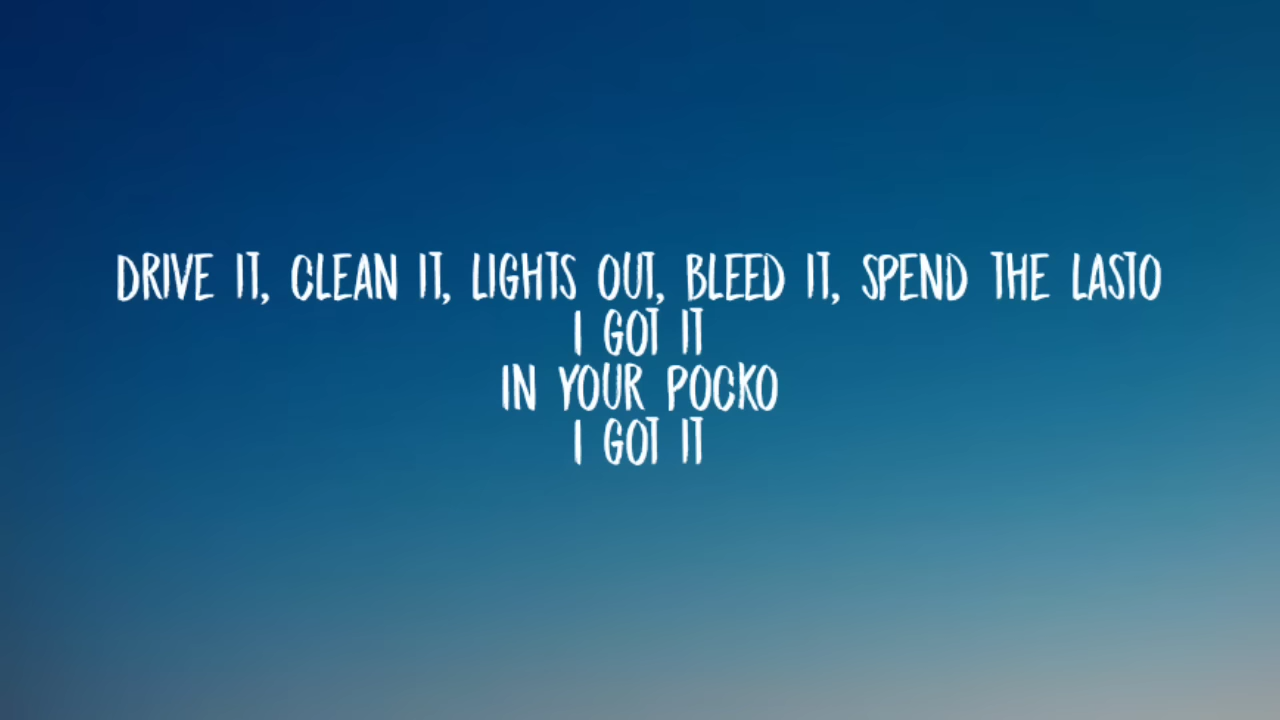 DRIVE IT, CLEAN IT, LIGHTS OUT, BLEED IT, SPEND THE LASTO
I GOT IT
IN YOUR POCKO
I GOT IT